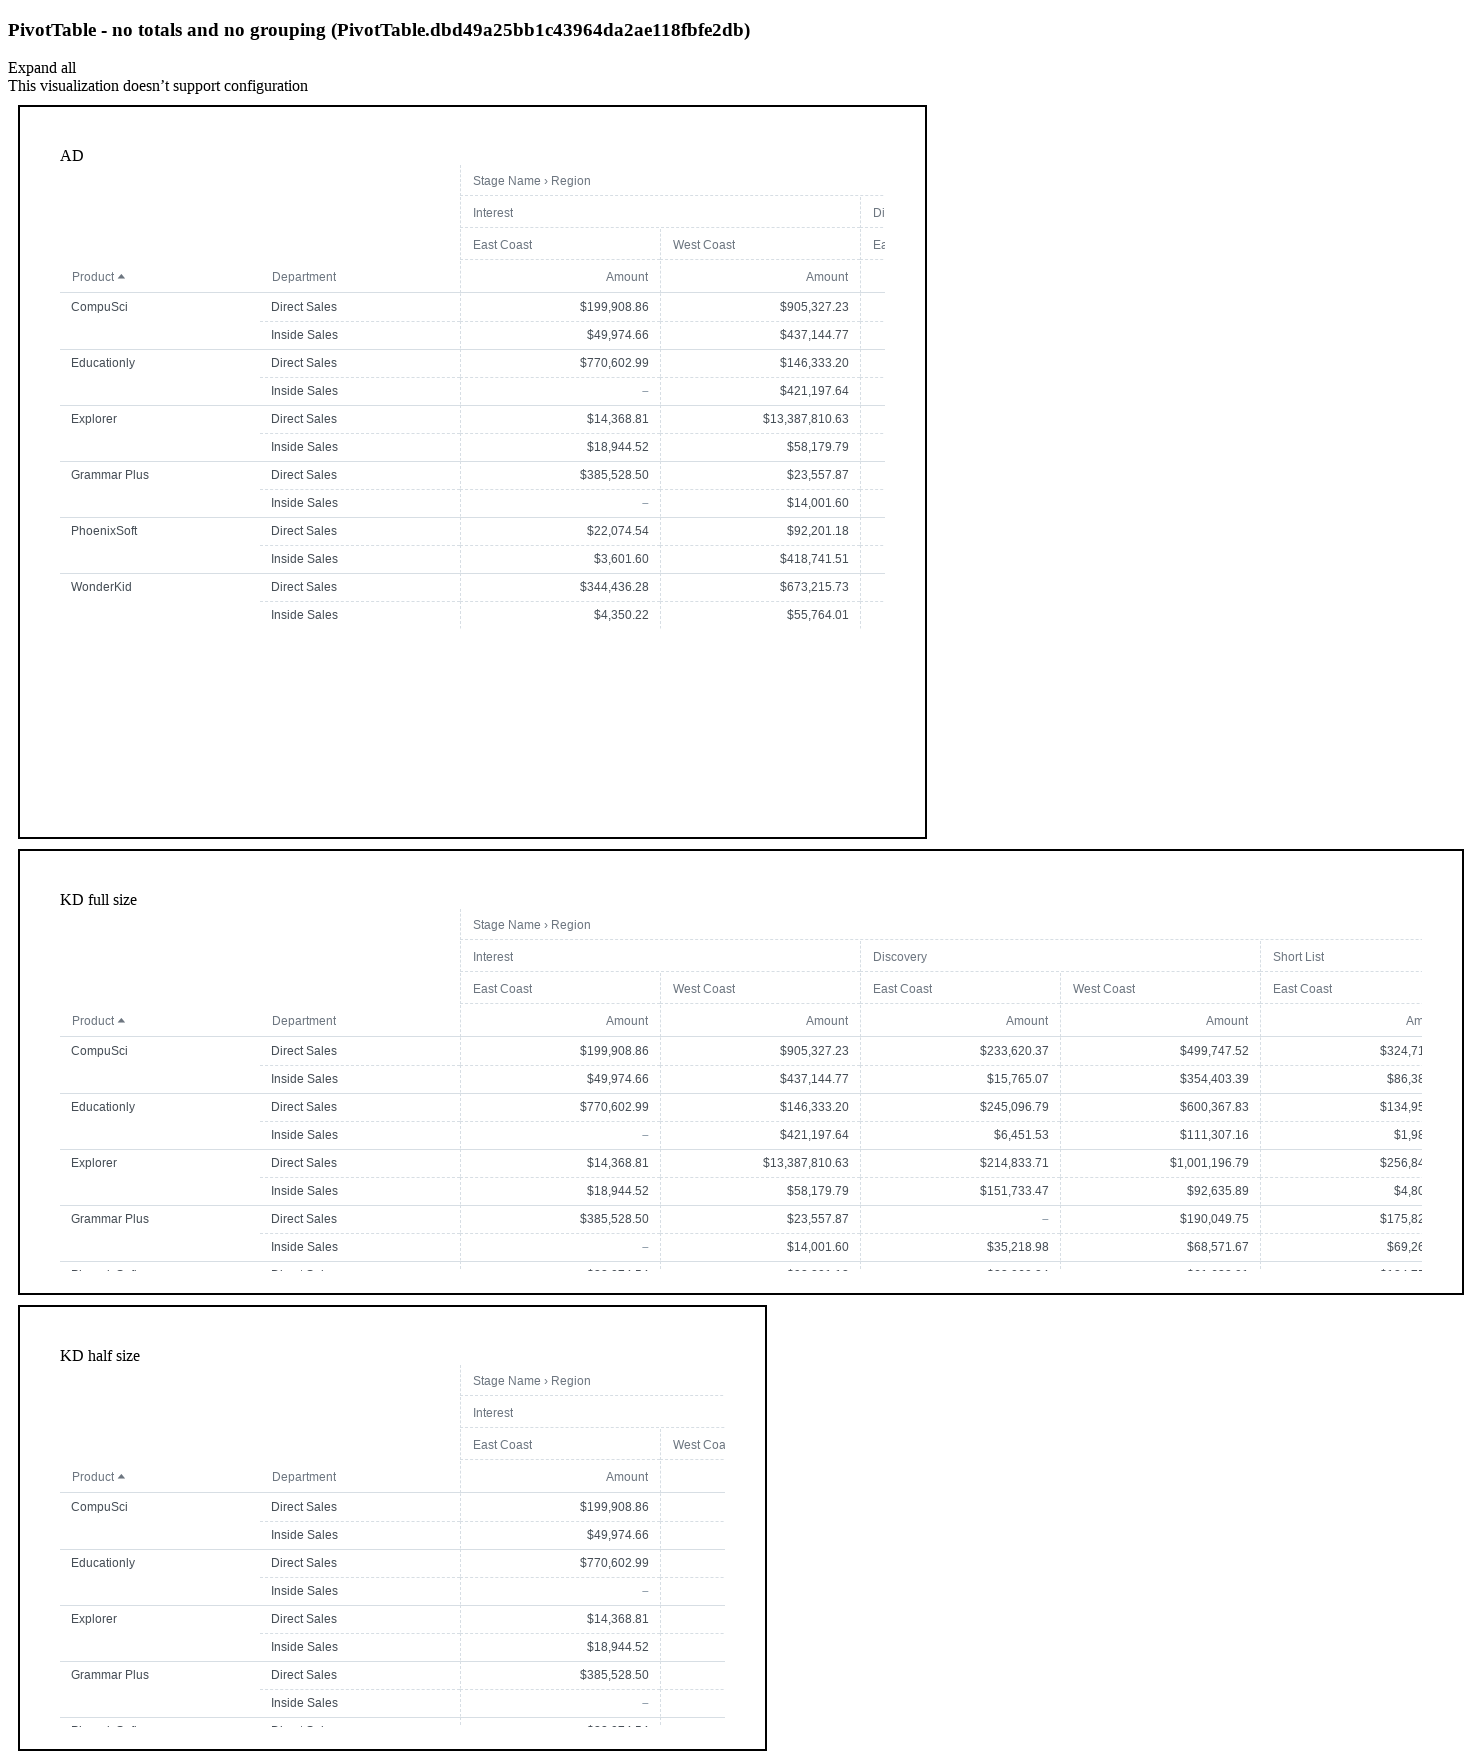 PivotTable - no totals and no grouping (PivotTable.dbd49a25bb1c43964da2ae118fbfe2db)
Expand all
This visualization doesn’t support configuration
AD
Stage Name › Region
Interest Di
East Coast West Coast Ea
Product Department Amount Amount
CompuSci Direct Sales $199,908.86 $905,327.23
Inside Sales $49,974.66 $437,144.77
Educationly Direct Sales $770,602.99 $146,333.20
Inside Sales – $421,197.64
Explorer Direct Sales $14,368.81 $13,387,810.63
Inside Sales $18,944.52 $58,179.79
Grammar Plus Direct Sales $385,528.50 $23,557.87
Inside Sales – $14,001.60
PhoenixSoft Direct Sales $22,074.54 $92,201.18
Inside Sales $3,601.60 $418,741.51
WonderKid Direct Sales $344,436.28 $673,215.73
Inside Sales $4,350.22 $55,764.01
KD full size
Stage Name › Region
Interest Discovery Short List
East Coast West Coast East Coast West Coast East Coast
Product Department Amount Amount Amount Amount Am
CompuSci Direct Sales $199,908.86 $905,327.23 $233,620.37 $499,747.52 $324,71
Inside Sales $49,974.66 $437,144.77 $15,765.07 $354,403.39 $86,38
Educationly Direct Sales $770,602.99 $146,333.20 $245,096.79 $600,367.83 $134,95
Inside Sales – $421,197.64 $6,451.53 $111,307.16 $1,98
Explorer Direct Sales $14,368.81 $13,387,810.63 $214,833.71 $1,001,196.79 $256,84
Inside Sales $18,944.52 $58,179.79 $151,733.47 $92,635.89 $4,80
Grammar Plus Direct Sales $385,528.50 $23,557.87 – $190,049.75 $175,82
Inside Sales – $14,001.60 $35,218.98 $68,571.67 $69,26
KD half size
Stage Name › Region
Interest
East Coast West Coa
Product Department Amount
CompuSci Direct Sales $199,908.86
Inside Sales $49,974.66
Educationly Direct Sales $770,602.99
Inside Sales –
Explorer Direct Sales $14,368.81
Inside Sales $18,944.52
Grammar Plus Direct Sales $385,528.50
Inside Sales –